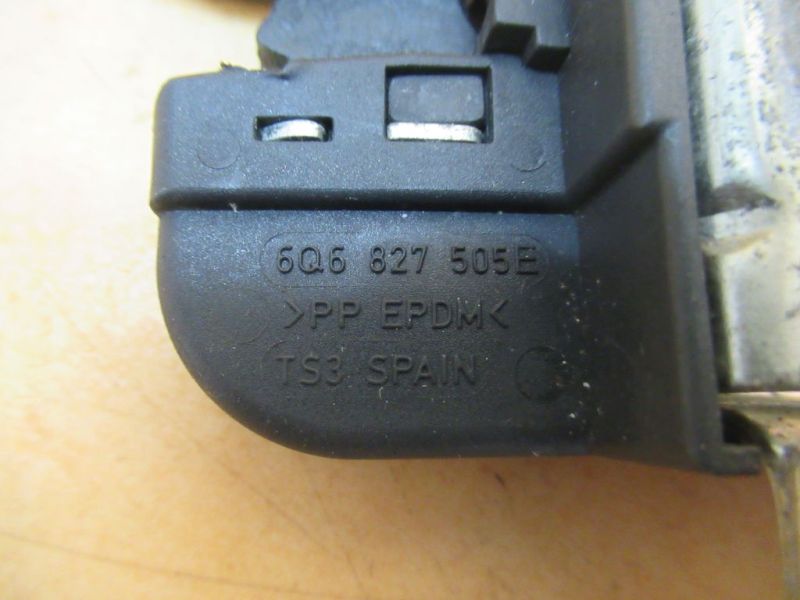 6Q6 827 505E
>PP EPDM<
TS3 SPAIN